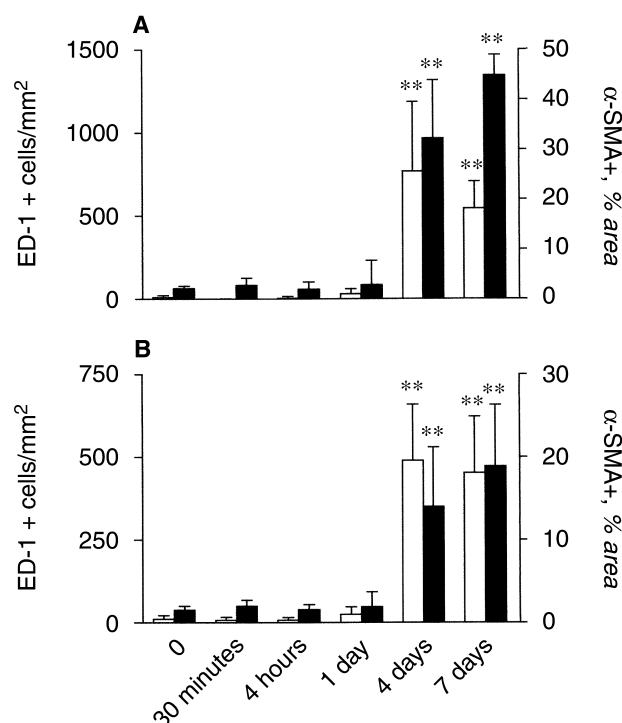 A
1500
1000
500
0
ED-1 + cells/mm²
50
40
30
20
10
0
α-SMA+, % area
**
**
**
**
B
750
500
250
0
ED-1 + cells/mm²
30
20
10
0
α-SMA+, % area
**
**
**
**
0
30 minutes
4 hours
1 day
4 days
7 days